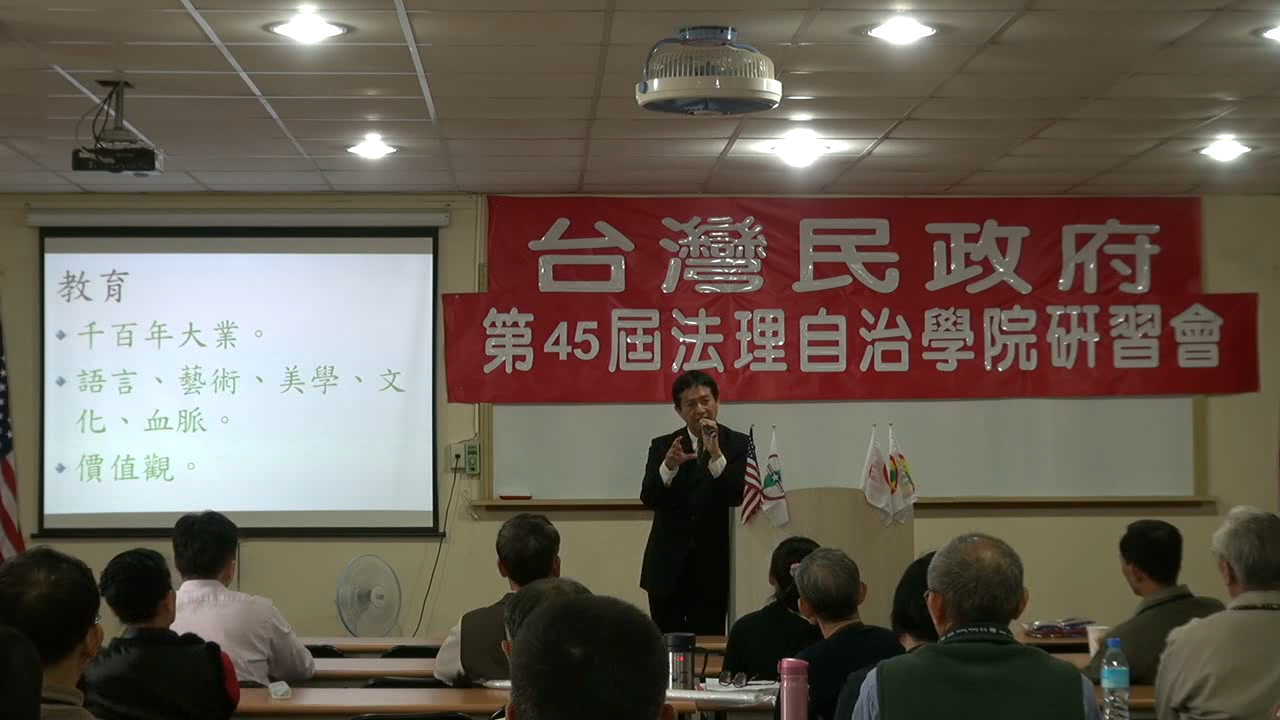 台灣民政府
第45屆法理自治學院研習會
教育
千百年大業。
語言、藝術、美學、文
化、血脈。
價值觀。